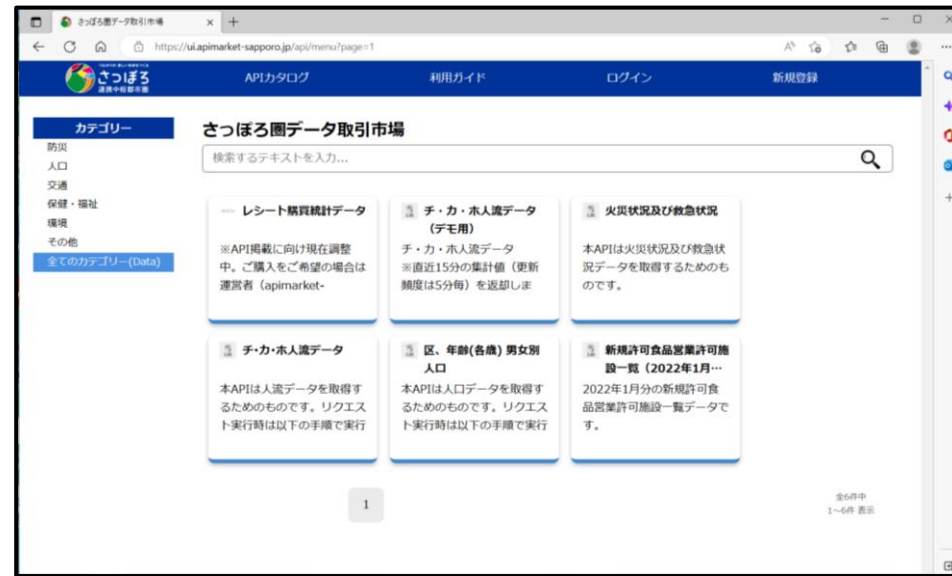 さっぽろ圏データ取引市場
https://ui.apimarket-sapporo.jp/api/menu?page=1
さっぽろ
連携中枢都市圏
APIカタログ
利用ガイド
ログイン
新規登録
カテゴリー
防災
人口
交通
保健・福祉
環境
その他
全てのカテゴリー(Data)
さっぽろ圏データ取引市場
検索するテキストを入力...
レシート購買統計データ
※API掲載に向け現在調整
中。ご購入をご希望の場合は
運営者（apimarket-
チ・カ・ホ人流データ
（デモ用）
チ・カ・ホ人流データ
※直近15分の集計値（更新
頻度は5分毎）を返却しま
火災状況及び救急状況
本APIは火災状況及び救急状
況データを取得するためのも
のです。
チ・カ・ホ人流データ
本APIは人流データを取得す
るためのものです。リクエス
ト実行時は以下の手順で実行
区、年齢(各歳) 男女別
人口
本APIは人口データを取得す
るためのものです。リクエス
ト実行時は以下の手順で実行
新規許可食品営業許可施
設一覧（2022年1月…
2022年1月分の新規許可食
品営業許可施設一覧データで
す。
1
全6件中
1～6件 表示